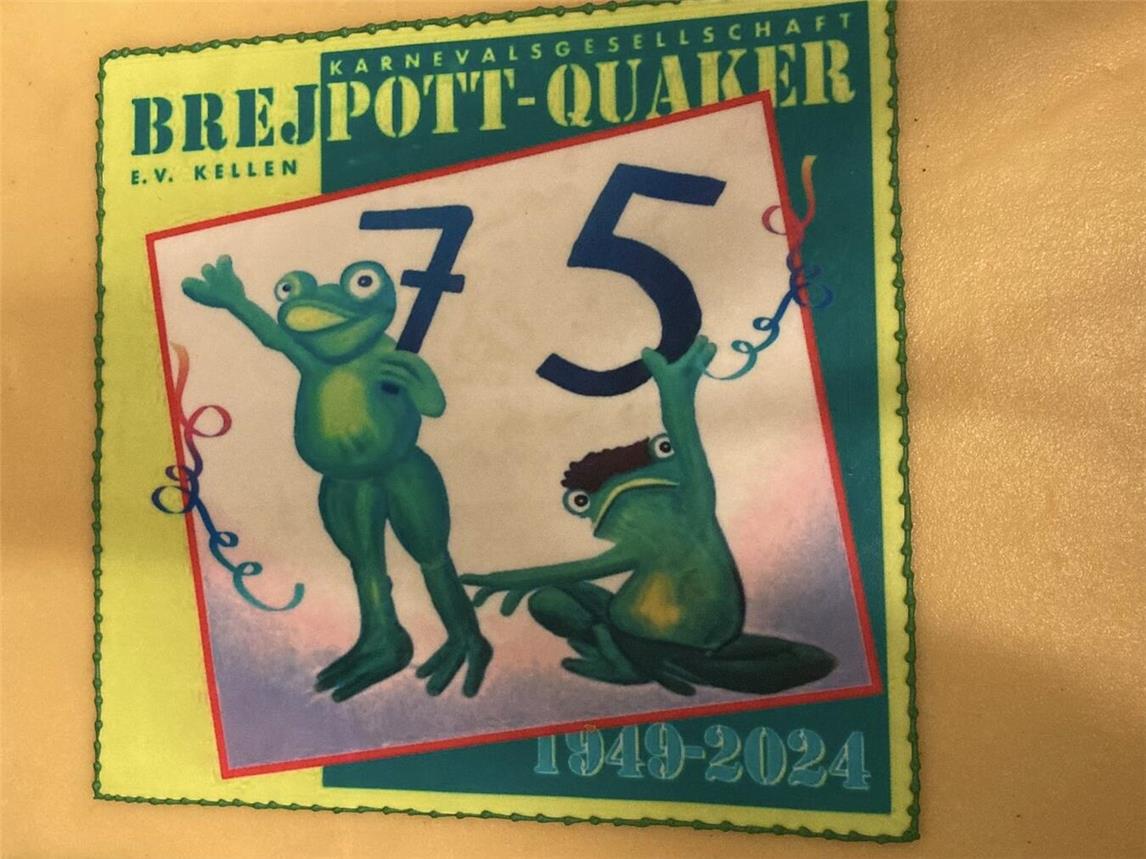 KARNEVALSGESELLSCHAFT
BREJPOTT-QUAKER
E.V. KELLEN
75
1949-2024